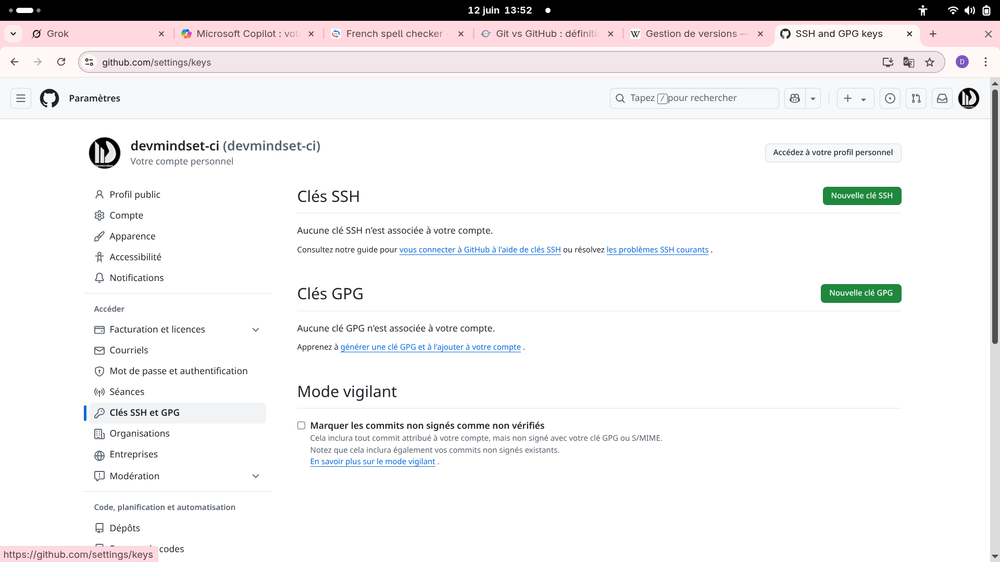 12 juin 13:52
Grok
Microsoft Copilot : vot
French spell checker -
Git vs GitHub : définitic
W Gestion de versions —
SSH and GPG keys
github.com/settings/keys
D
Paramètres
Tapez / pour rechercher
devmindset-ci (devmindset-ci)
Votre compte personnel
Accédez à votre profil personnel
Profil public
Compte
Apparence
Accessibilité
Notifications
Accéder
Facturation et licences
Courriels
Mot de passe et authentification
Séances
Clés SSH et GPG
Organisations
Entreprises
Modération
Code, planification et automatisation
Dépôts
codes
Clés SSH
Nouvelle clé SSH
Aucune clé SSH n'est associée à votre compte.
Consultez notre guide pour vous connecter à GitHub à l'aide de clés SSH ou résolvez les problèmes SSH courants .
Clés GPG
Nouvelle clé GPG
Aucune clé GPG n'est associée à votre compte.
Apprenez à générer une clé GPG et à l'ajouter à votre compte .
Mode vigilant
Marquer les commits non signés comme non vérifiés
Cela inclura tout commit attribué à votre compte, mais non signé avec votre clé GPG ou S/MIME.
Notez que cela inclura également vos commits non signés existants.
En savoir plus sur le mode vigilant .
https://github.com/settings/keys